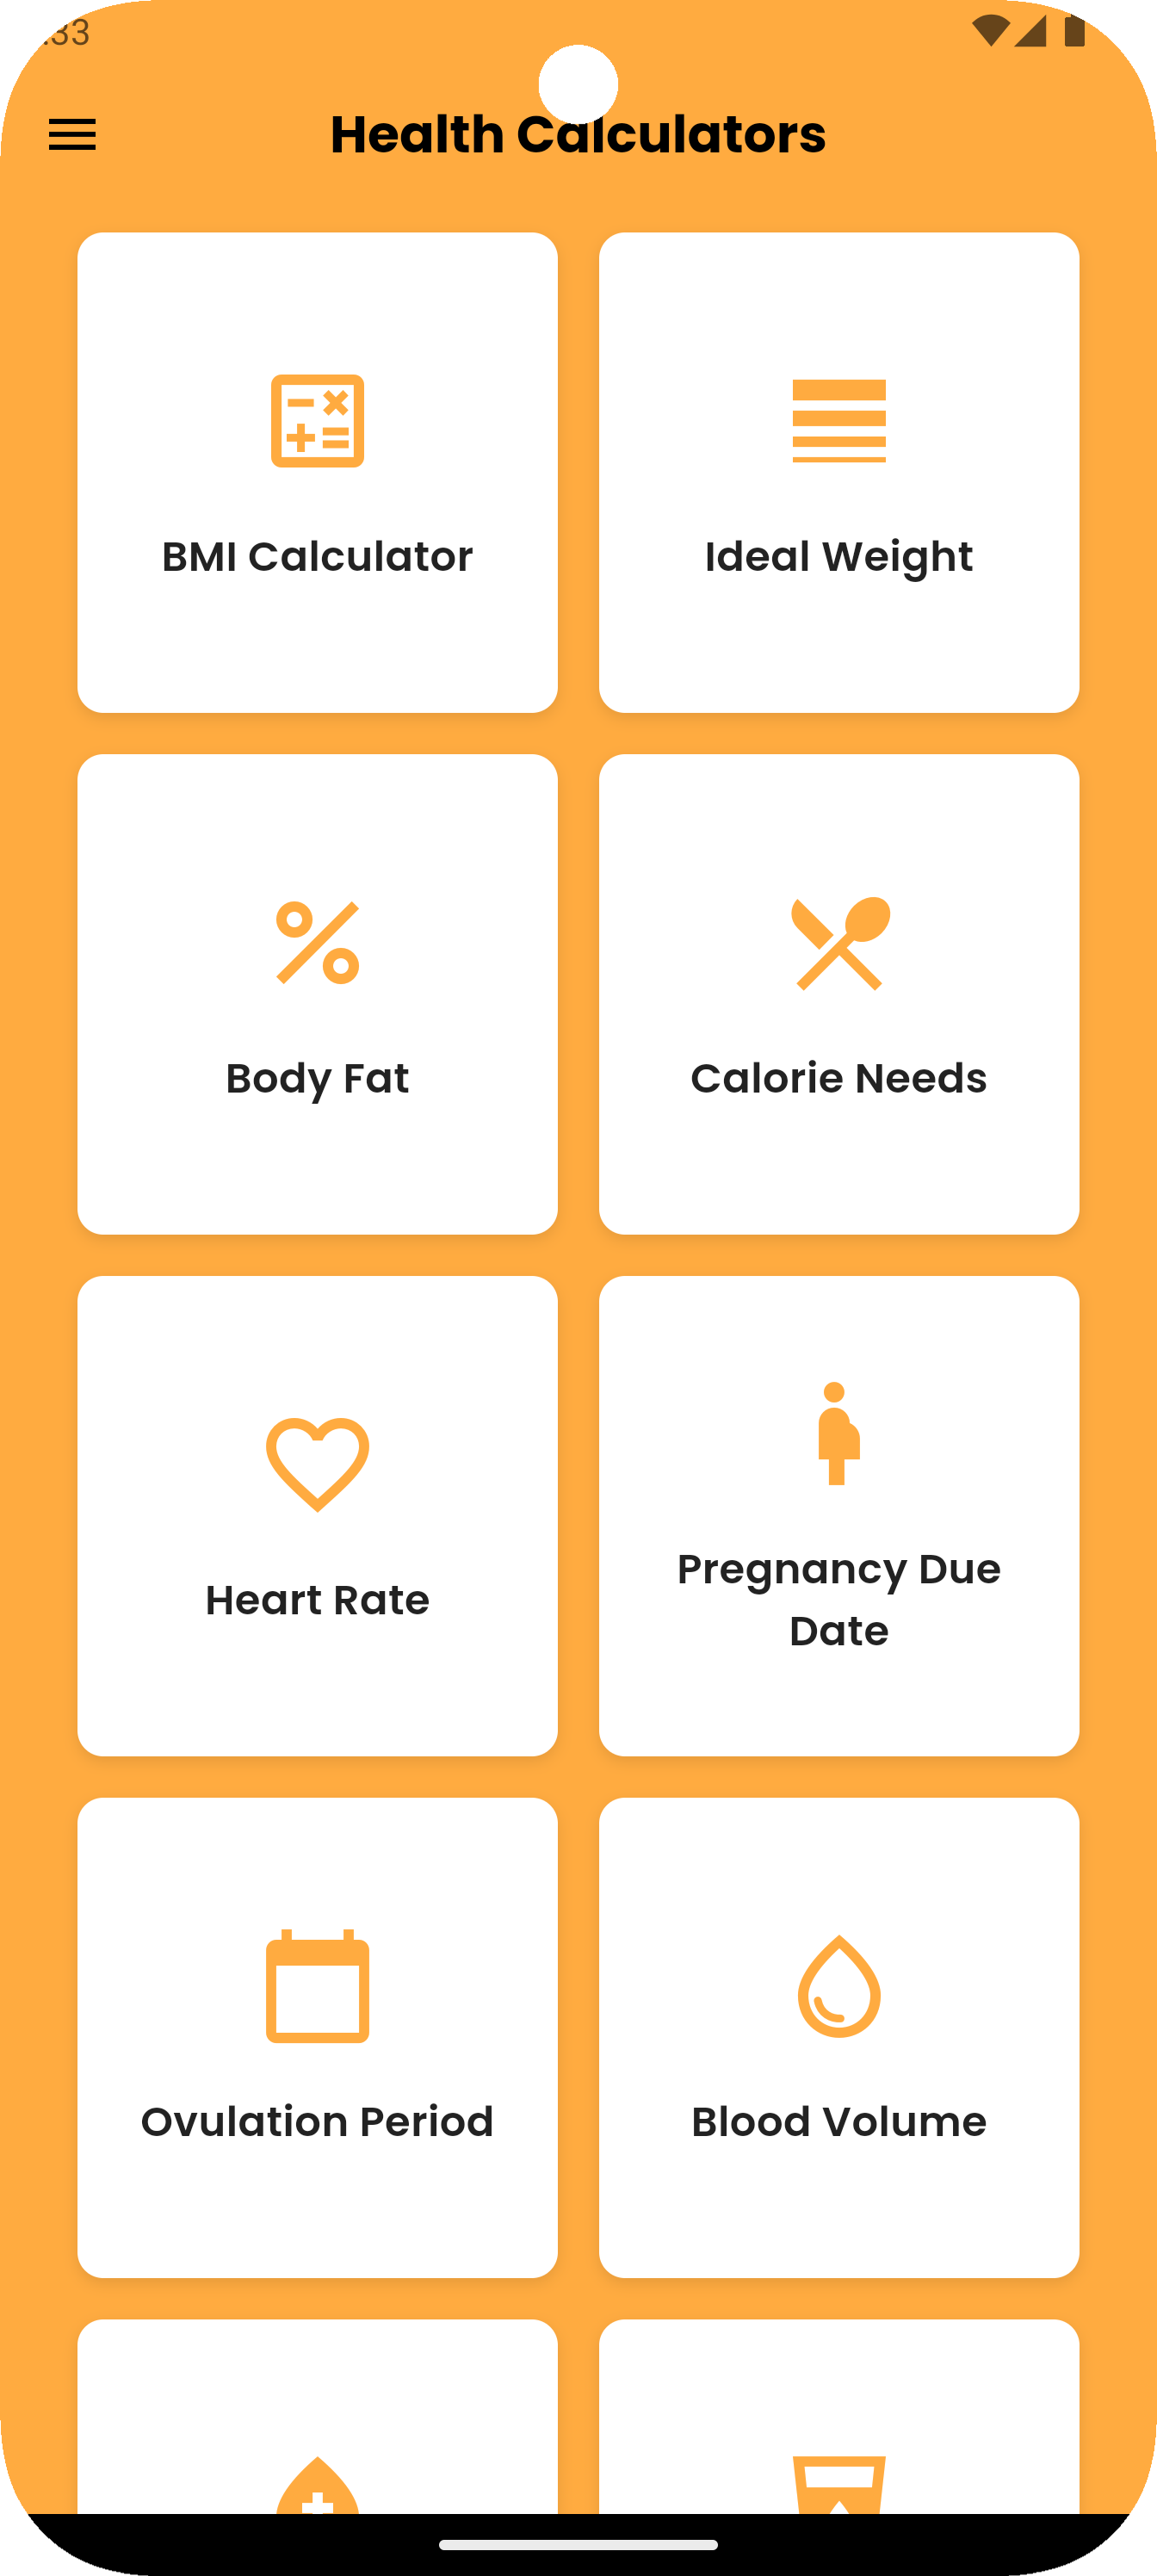 Health Calculators
BMI Calculator
Ideal Weight
Body Fat
Calorie Needs
Heart Rate
Pregnancy Due
Date
Ovulation Period
Blood Volume